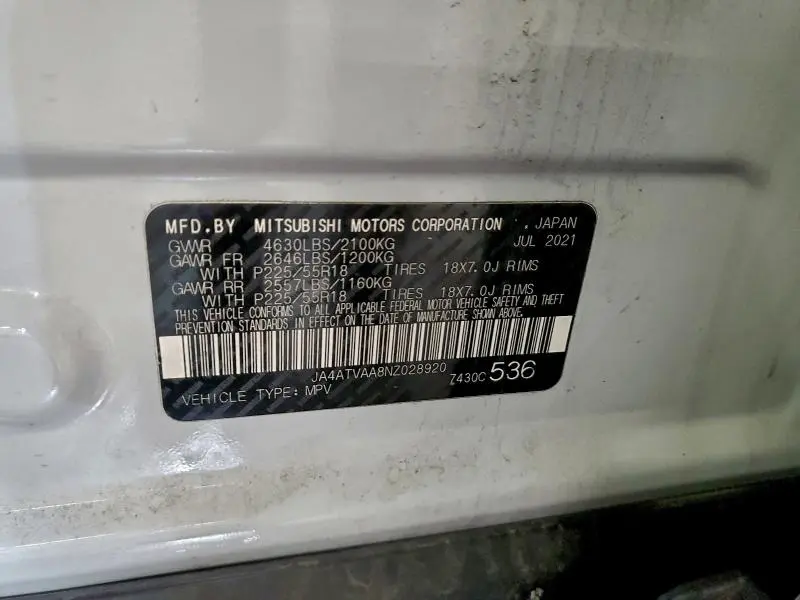 MFD.BY MITSUBISHI MOTORS CORPORATION , JAPAN
GVWR 4630LBS/2100KG JUL 2021
GAWR FR 2646LBS/1200KG
WITH P225/55R18 TIRES 18X7.0J RIMS
GAWR RR 2557LBS/1160KG
WITH P225/55R18 TIRES 18X7.0J RIMS
THIS VEHICLE CONFORMS TO ALL APPLICABLE FEDERAL MOTOR VEHICLE SAFETY AND THEFT
PREVENTION STANDARDS IN EFFECT ON THE DATE OF MANUFACTURE SHOWN ABOVE.
JA4ATVAA8NZ028920
VEHICLE TYPE: MPV Z430C 536